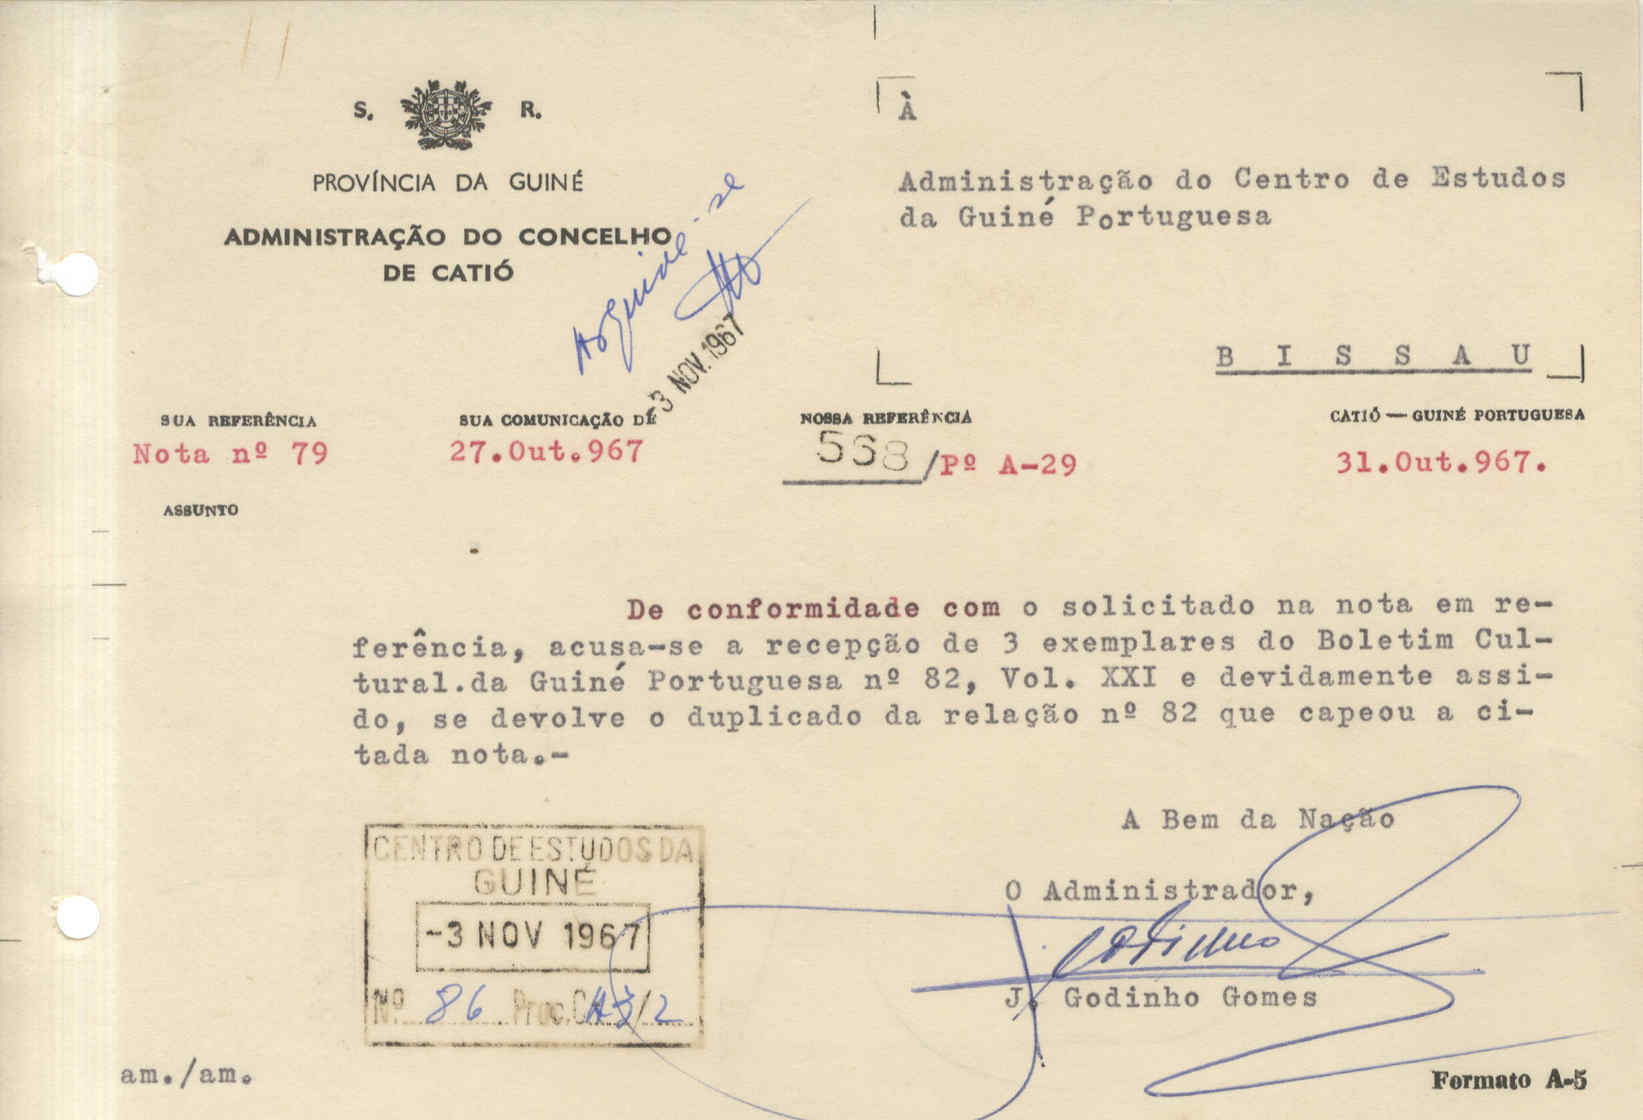 S. R.
PROVÍNCIA DA GUINÉ
ADMINISTRAÇÃO DO CONCELHO
DE CATIÓ
Arquive-se
-3 NOV. 1967
À
Administração do Centro de Estudos
da Guiné Portuguesa
B I S S A U
SUA REFERÊNCIA
Nota nº 79
SUA COMUNICAÇÃO DE
27.Out.967
NOSSA REFERÊNCIA
568/Pº A-29
CATIÓ — GUINÉ PORTUGUESA
31.Out.967.
ASSUNTO
De conformidade com o solicitado na nota em re-
ferência, acusa-se a recepção de 3 exemplares do Boletim Cul-
tural.da Guiné Portuguesa nº 82, Vol. XXI e devidamente assi-
do, se devolve o duplicado da relação nº 82 que capeou a ci-
tada nota.-
A Bem da Nação
O Administrador,
J. Godinho Gomes
CENTRO DE ESTUDOS DA
GUINÉ
-3 NOV 1967
Nº 86 Proc.
am./am.
Formato A-5